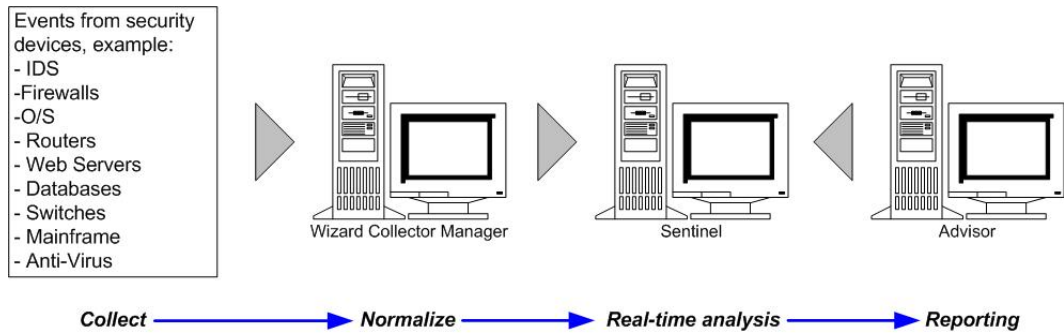 Events from security
devices, example:
- IDS
-Firewalls
-O/S
- Routers
- Web Servers
- Databases
- Switches
- Mainframe
- Anti-Virus
Wizard Collector Manager
Sentinel
Advisor
Collect
Normalize
Real-time analysis
Reporting